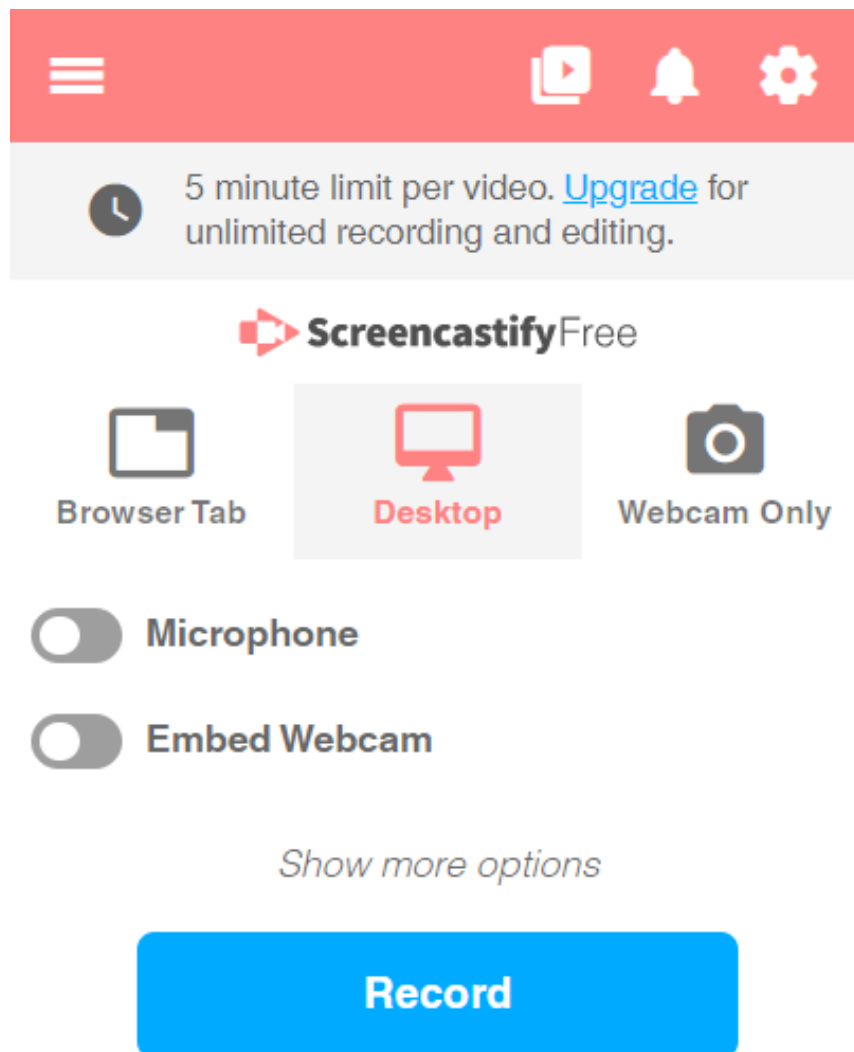 5 minute limit per video. Upgrade for
unlimited recording and editing.
ScreencastifyFree
Browser Tab
Desktop
Webcam Only
Microphone
Embed Webcam
Show more options
Record